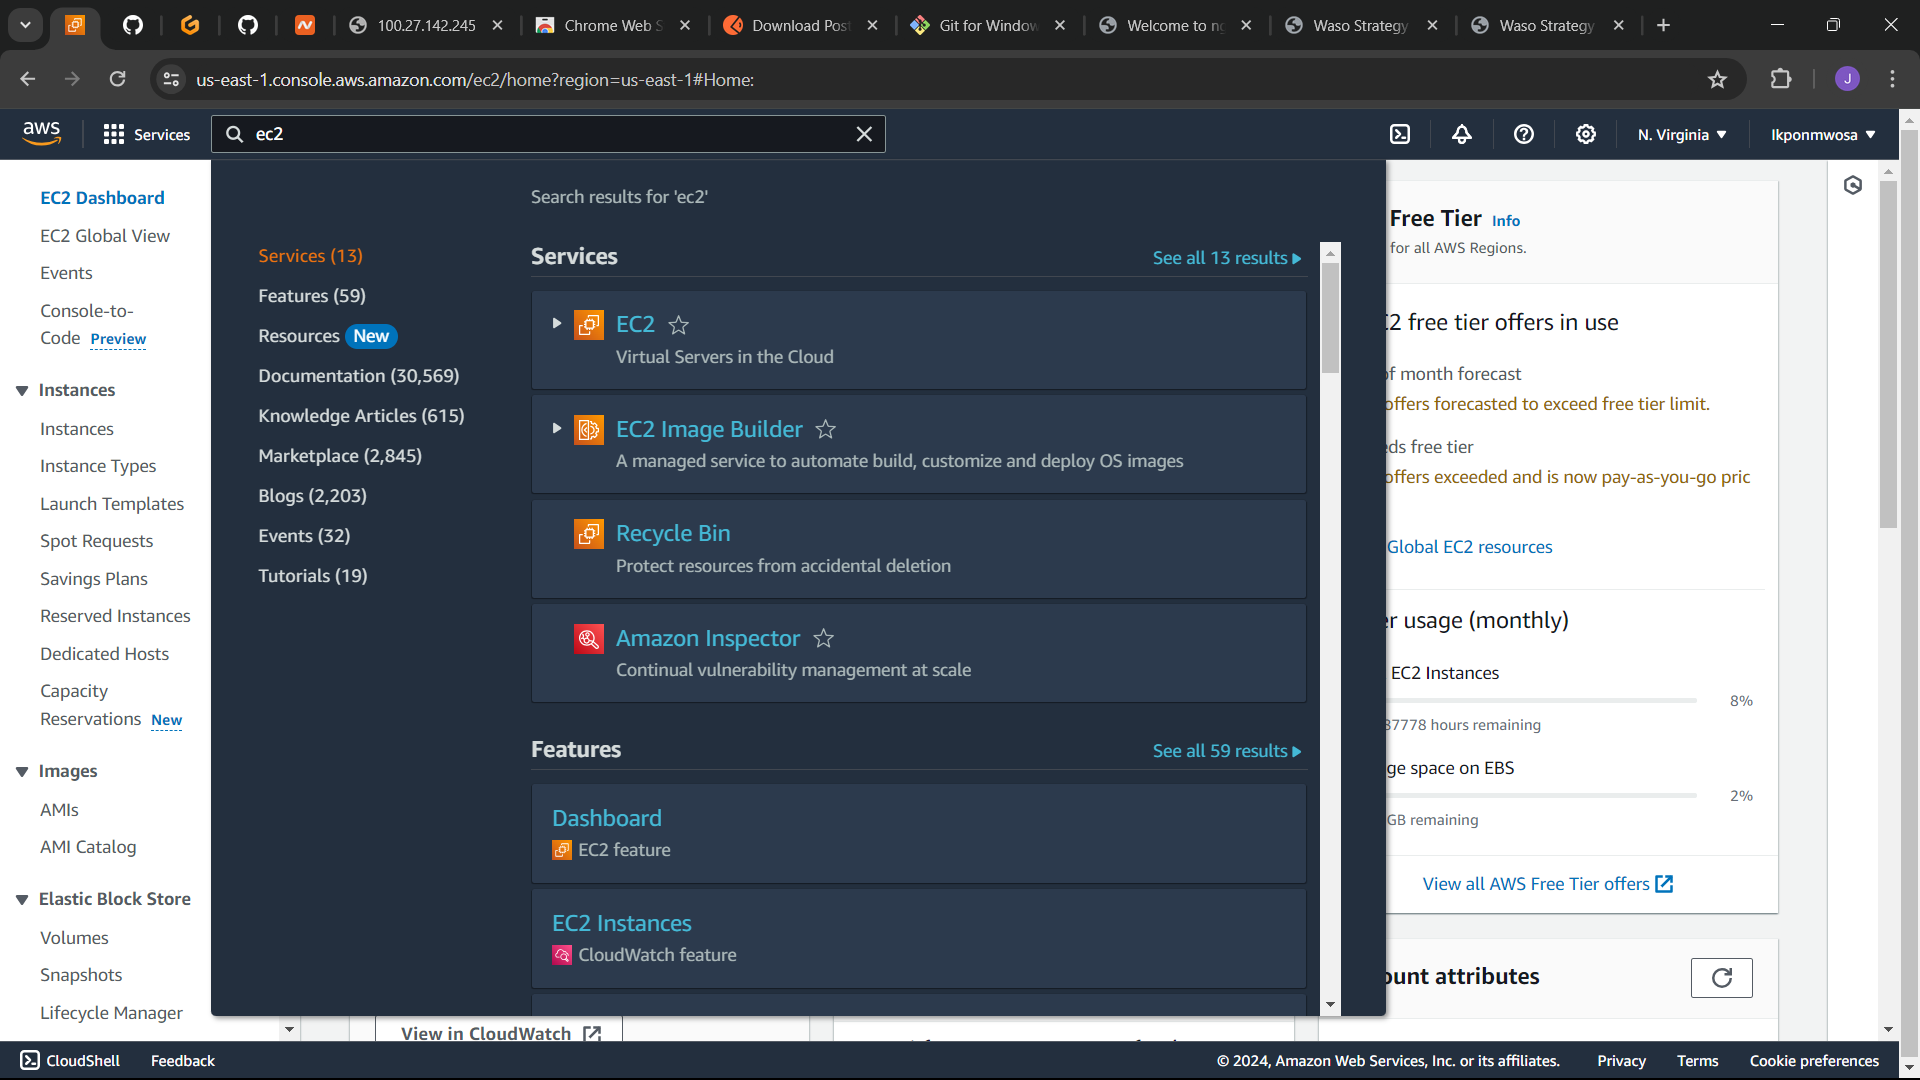 100.27.142.245
Chrome Web S
Download Pos
Git for Window
Welcome to ng
Waso Strategy
Waso Strategy
us-east-1.console.aws.amazon.com/ec2/home?region=us-east-1#Home:
J
aws
Services
ec2
N. Virginia
Ikponmwosa
EC2 Dashboard
EC2 Global View
Events
Console-to-
Code Preview
Instances
Instances
Instance Types
Launch Templates
Spot Requests
Savings Plans
Reserved Instances
Dedicated Hosts
Capacity
Reservations New
Images
AMIs
AMI Catalog
Elastic Block Store
Volumes
Snapshots
Lifecycle Manager
Search results for 'ec2'
Services (13)
Features (59)
Resources New
Documentation (30,569)
Knowledge Articles (615)
Marketplace (2,845)
Blogs (2,203)
Events (32)
Tutorials (19)
Services
See all 13 results
EC2
Virtual Servers in the Cloud
EC2 Image Builder
A managed service to automate build, customize and deploy OS images
Recycle Bin
Protect resources from accidental deletion
Amazon Inspector
Continual vulnerability management at scale
Features
See all 59 results
Dashboard
EC2 feature
EC2 Instances
CloudWatch feature
Free Tier Info
for all AWS Regions.
2 free tier offers in use
of month forecast
offers forecasted to exceed free tier limit.
eds free tier
offers exceeded and is now pay-as-you-go pric
Global EC2 resources
er usage (monthly)
EC2 Instances
8%
37778 hours remaining
ge space on EBS
2%
GB remaining
View all AWS Free Tier offers
ount attributes
View in CloudWatch
CloudShell
Feedback
© 2024, Amazon Web Services, Inc. or its affiliates.
Privacy
Terms
Cookie preferences